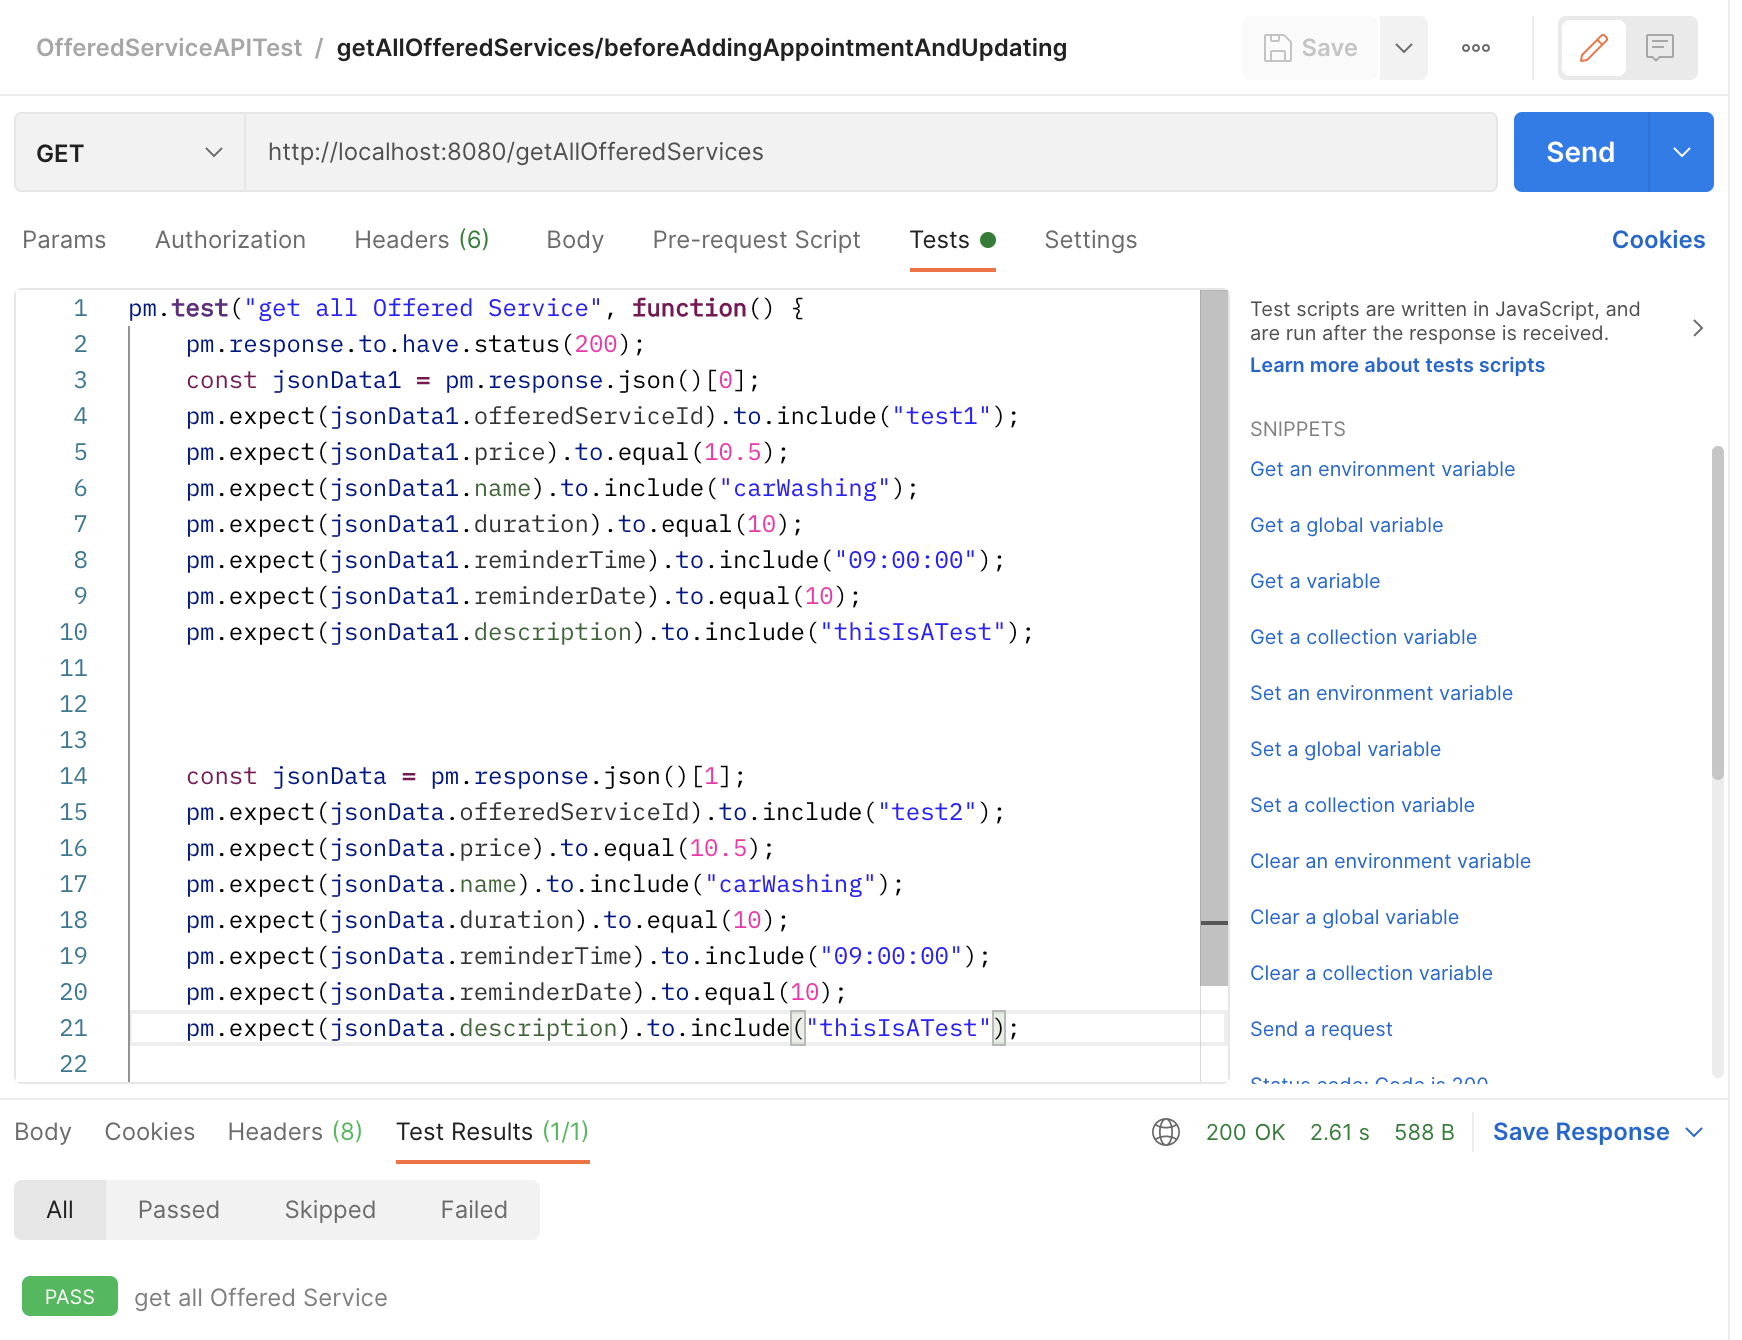 OfferedServiceAPITest / getAllOfferedServices/beforeAddingAppointmentAndUpdating
Save
GET
http://localhost:8080/getAllOfferedServices
Send
Params Authorization Headers (6) Body Pre-request Script Tests Settings Cookies
1 pm.test("get all Offered Service", function() {
2 pm.response.to.have.status(200);
3 const jsonData1 = pm.response.json()[0];
4 pm.expect(jsonData1.offeredServiceId).to.include("test1");
5 pm.expect(jsonData1.price).to.equal(10.5);
6 pm.expect(jsonData1.name).to.include("carWashing");
7 pm.expect(jsonData1.duration).to.equal(10);
8 pm.expect(jsonData1.reminderTime).to.include("09:00:00");
9 pm.expect(jsonData1.reminderDate).to.equal(10);
10 pm.expect(jsonData1.description).to.include("thisIsATest");
11
12
13
14 const jsonData = pm.response.json()[1];
15 pm.expect(jsonData.offeredServiceId).to.include("test2");
16 pm.expect(jsonData.price).to.equal(10.5);
17 pm.expect(jsonData.name).to.include("carWashing");
18 pm.expect(jsonData.duration).to.equal(10);
19 pm.expect(jsonData.reminderTime).to.include("09:00:00");
20 pm.expect(jsonData.reminderDate).to.equal(10);
21 pm.expect(jsonData.description).to.include("thisIsATest");
22
Test scripts are written in JavaScript, and
are run after the response is received.
Learn more about tests scripts
SNIPPETS
Get an environment variable
Get a global variable
Get a variable
Get a collection variable
Set an environment variable
Set a global variable
Set a collection variable
Clear an environment variable
Clear a global variable
Clear a collection variable
Send a request
Status code: Code is 200
Body Cookies Headers (8) Test Results (1/1) 200 OK 2.61 s 588 B Save Response
All Passed Skipped Failed
PASS get all Offered Service